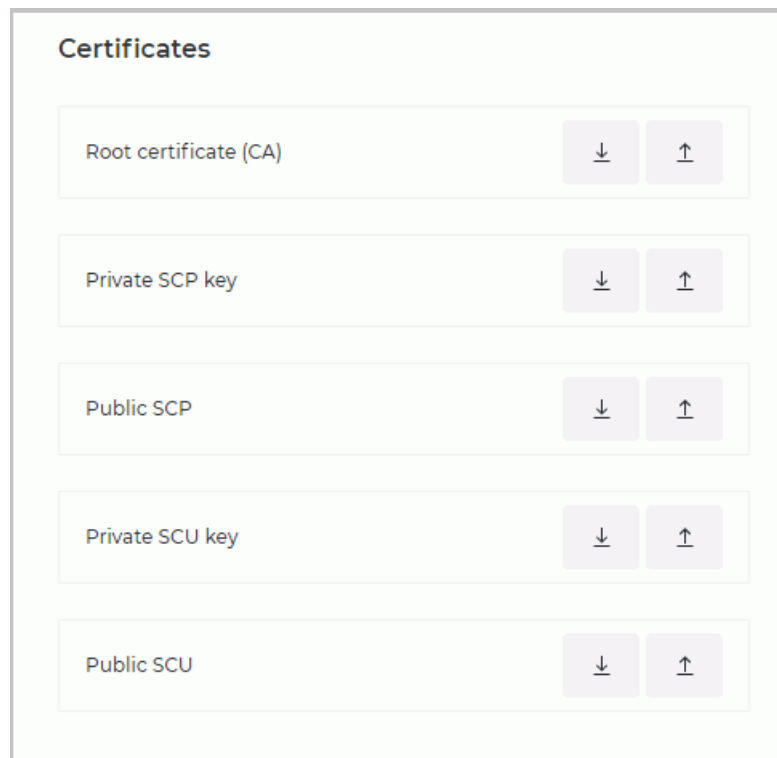 Certificates
Root certificate (CA)
Private SCP key
Public SCP
Private SCU key
Public SCU